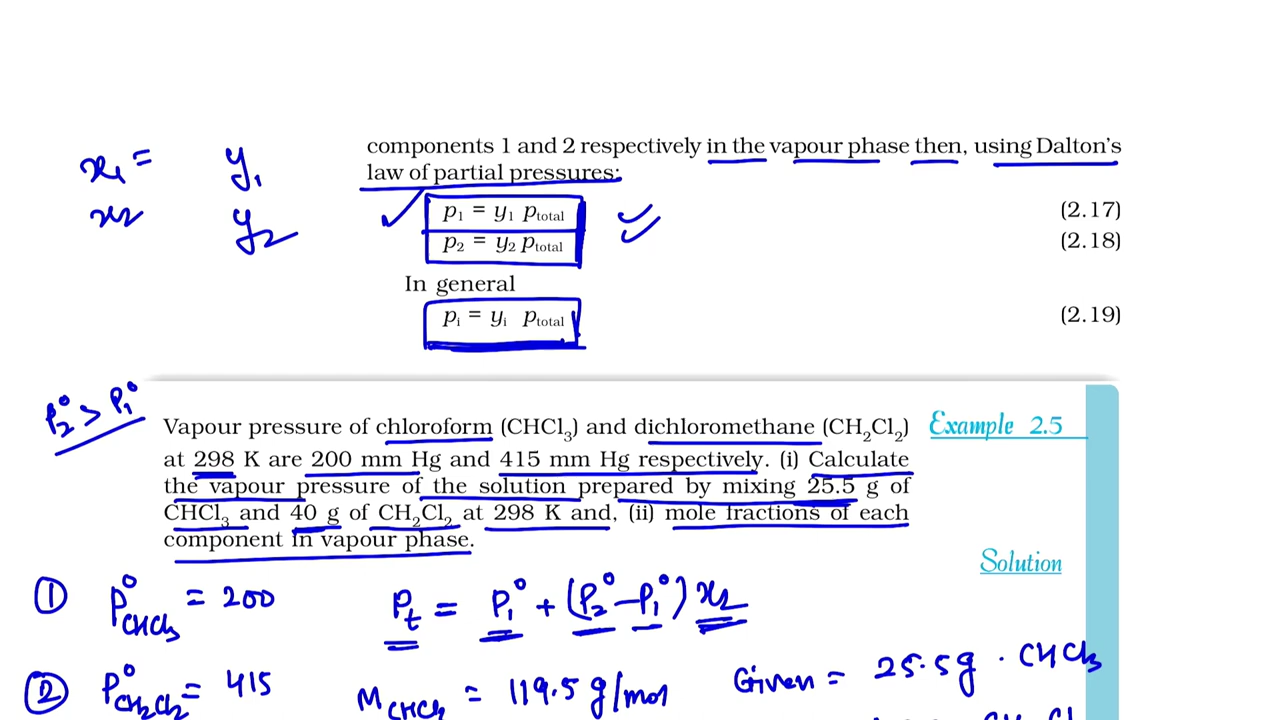 components 1 and 2 respectively in the vapour phase then, using Dalton's
law of partial pressures:
x₁ = y₁
x₂ y₂
p₁ = y₁ p_total (2.17)
p₂ = y₂ p_total (2.18)
In general
pᵢ = yᵢ p_total (2.19)
P₂° > P₁°
Vapour pressure of chloroform (CHCl₃) and dichloromethane (CH₂Cl₂)
at 298 K are 200 mm Hg and 415 mm Hg respectively. (i) Calculate
the vapour pressure of the solution prepared by mixing 25.5 g of
CHCl₃ and 40 g of CH₂Cl₂ at 298 K and, (ii) mole fractions of each
component in vapour phase.
Example 2.5
Solution
① P°CHCl₃ = 200
P_t = P₁° + (P₂° - P₁°) x₂
② P°CH₂Cl₂ = 415
M_CHCl₃ = 119.5 g/mol
Given = 25.5g . CHCl₃